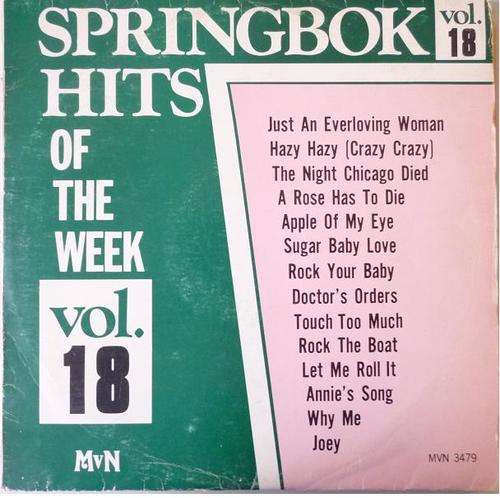 SPRINGBOK vol. 18
HITS
OF
THE
WEEK
vol.
18
MvN
Just An Everloving Woman
Hazy Hazy (Crazy Crazy)
The Night Chicago Died
A Rose Has To Die
Apple Of My Eye
Sugar Baby Love
Rock Your Baby
Doctor's Orders
Touch Too Much
Rock The Boat
Let Me Roll It
Annie's Song
Why Me
Joey
MVN 3479